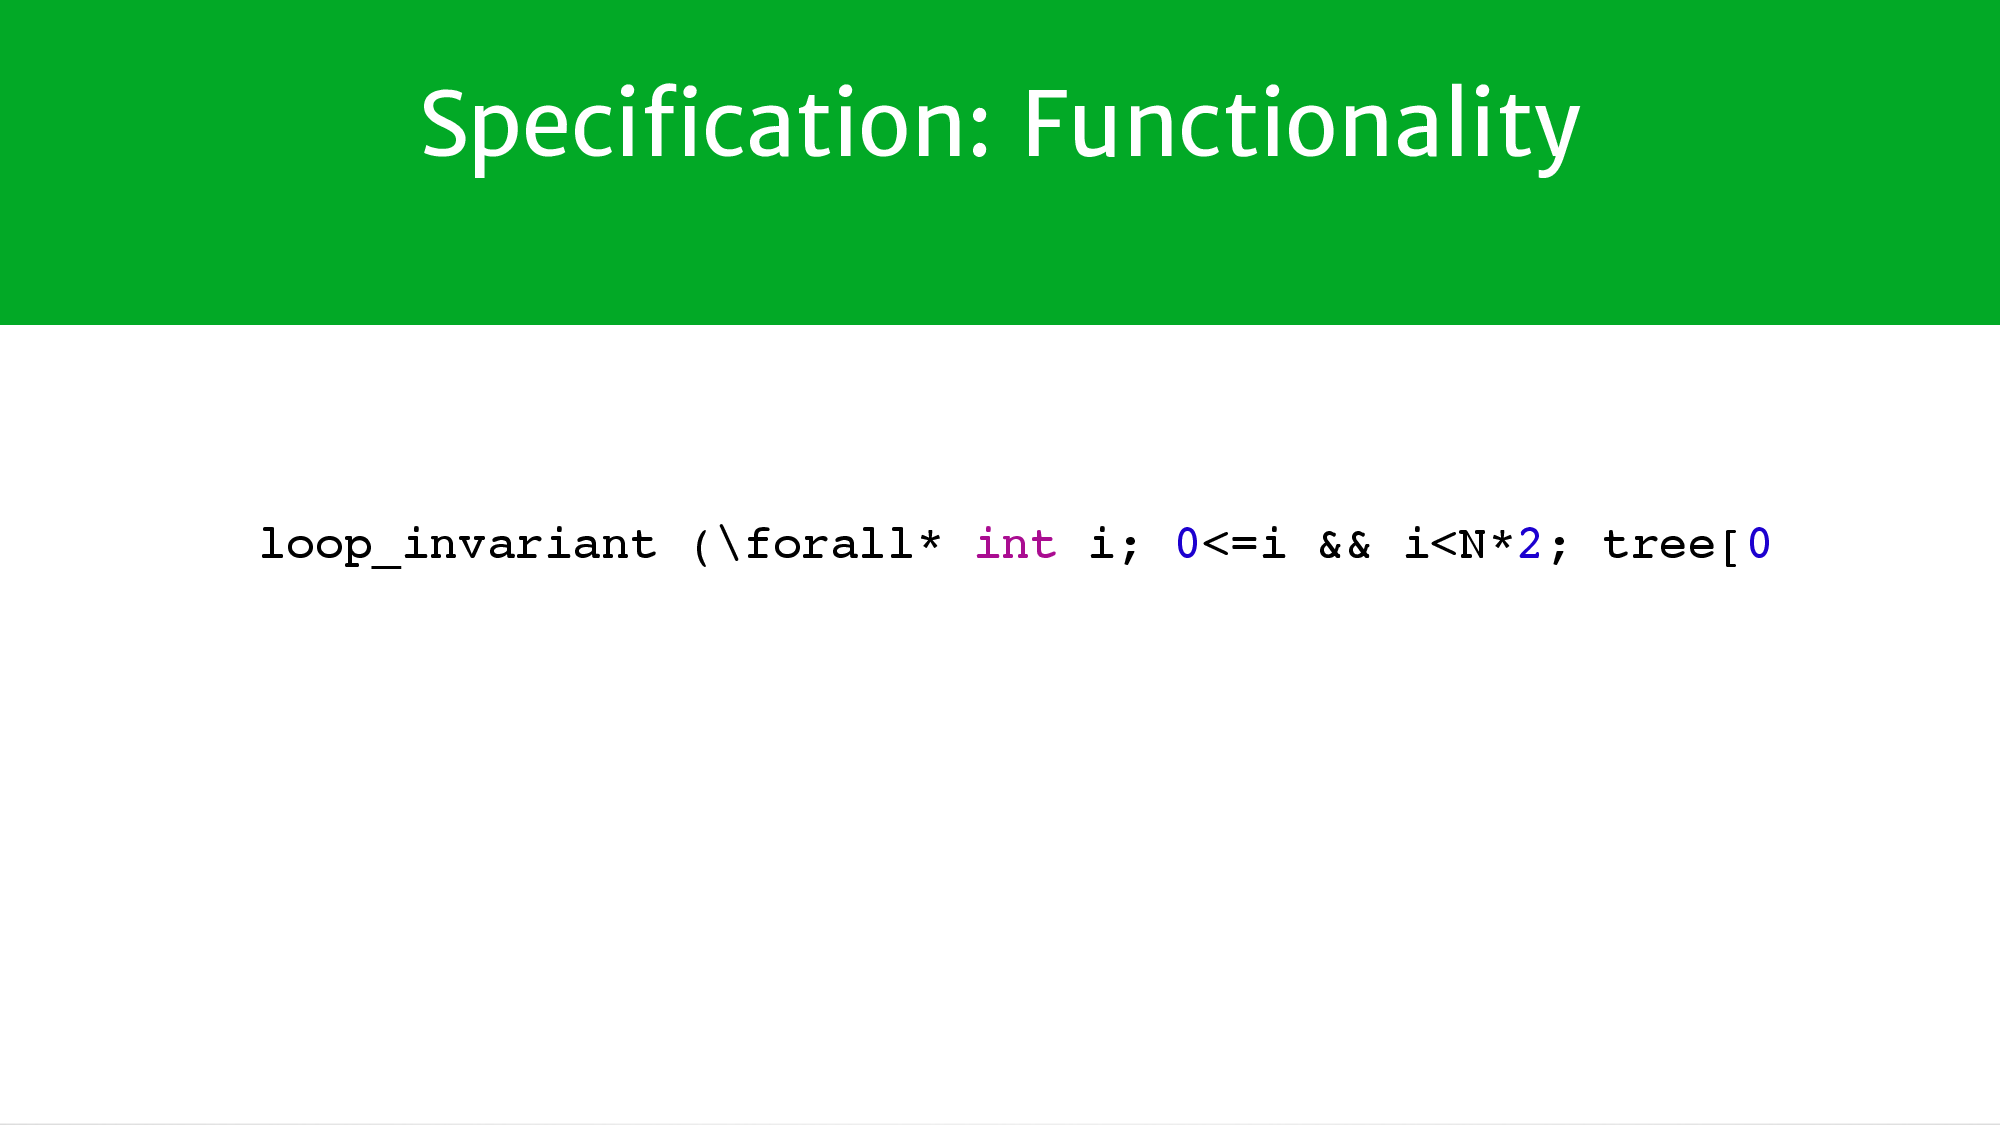 Specification: Functionality
loop_invariant (\forall* int i; 0<=i && i<N*2; tree[0